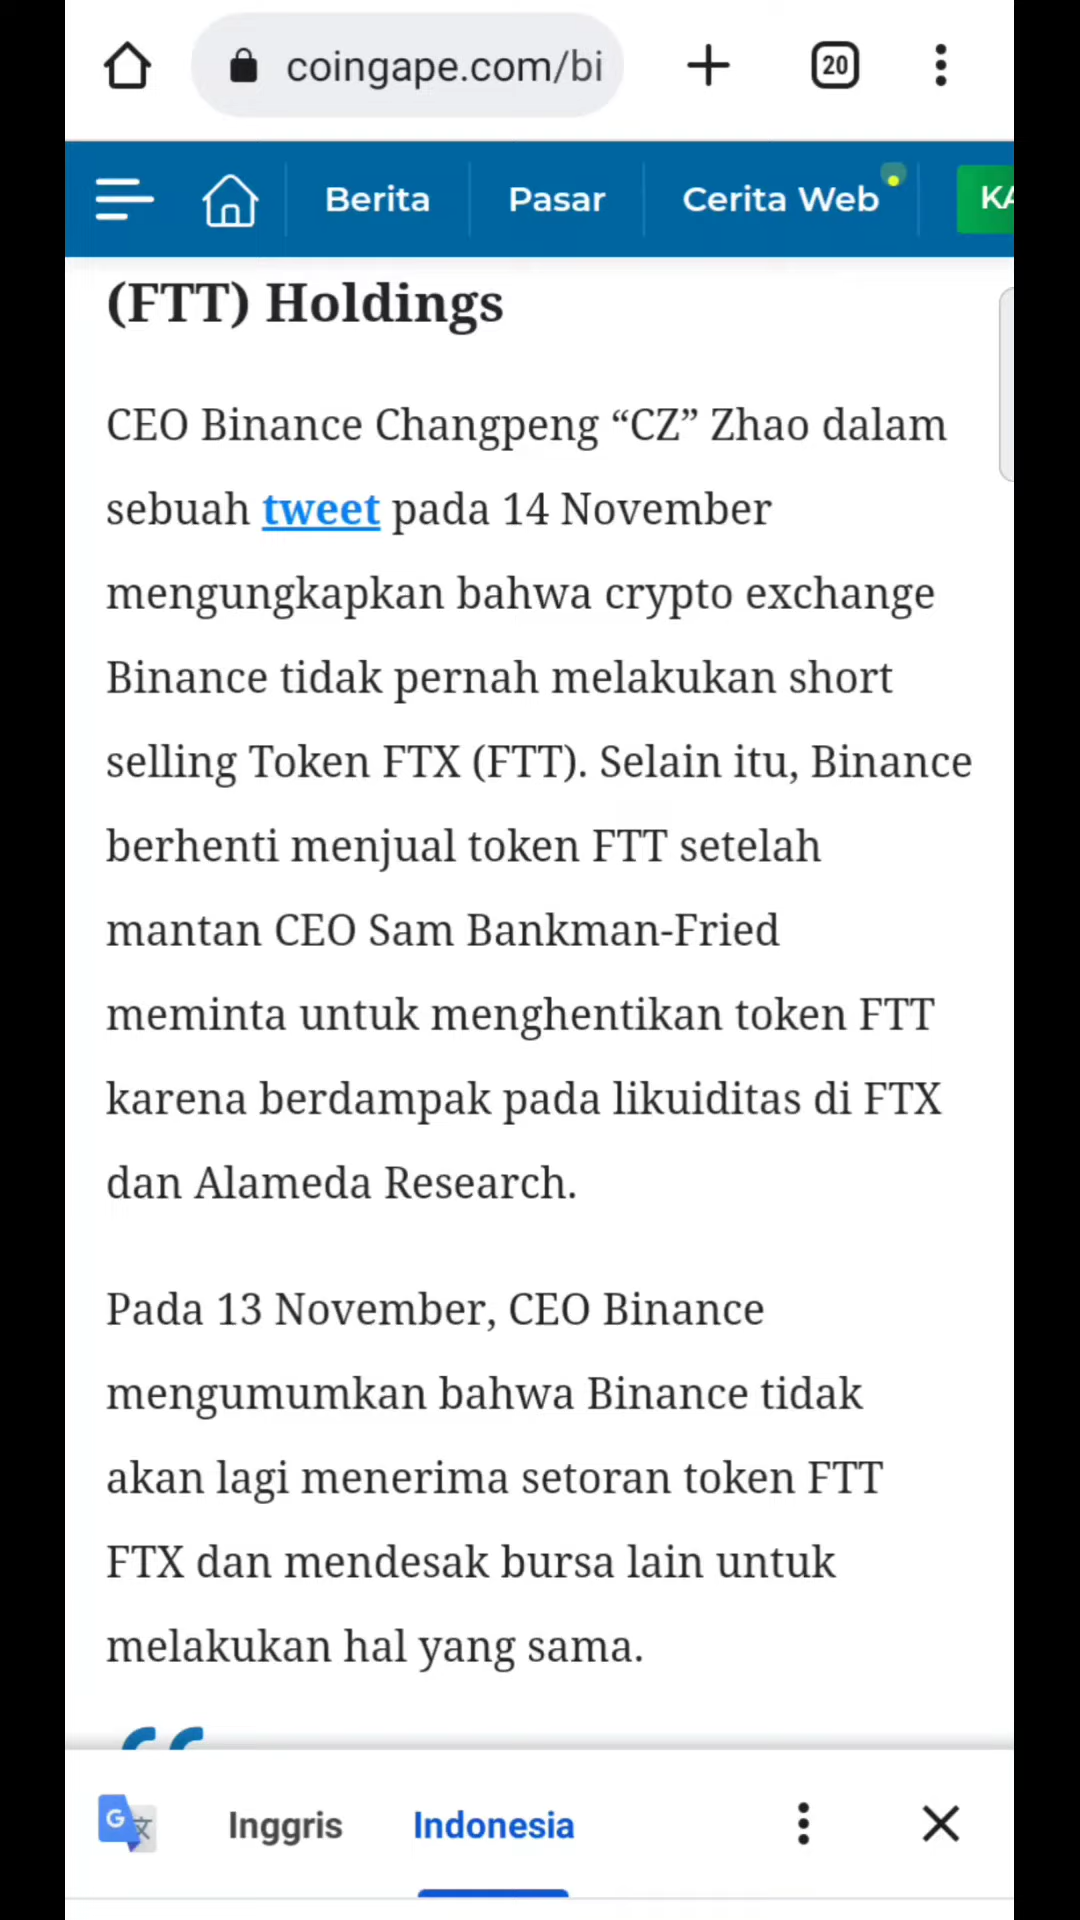 coingape.com/bi
20
Berita
Pasar
Cerita Web
(FTT) Holdings
CEO Binance Changpeng “CZ” Zhao dalam
sebuah tweet pada 14 November
mengungkapkan bahwa crypto exchange
Binance tidak pernah melakukan short
selling Token FTX (FTT). Selain itu, Binance
berhenti menjual token FTT setelah
mantan CEO Sam Bankman-Fried
meminta untuk menghentikan token FTT
karena berdampak pada likuiditas di FTX
dan Alameda Research.
Pada 13 November, CEO Binance
mengumumkan bahwa Binance tidak
akan lagi menerima setoran token FTT
FTX dan mendesak bursa lain untuk
melakukan hal yang sama.
Inggris
Indonesia